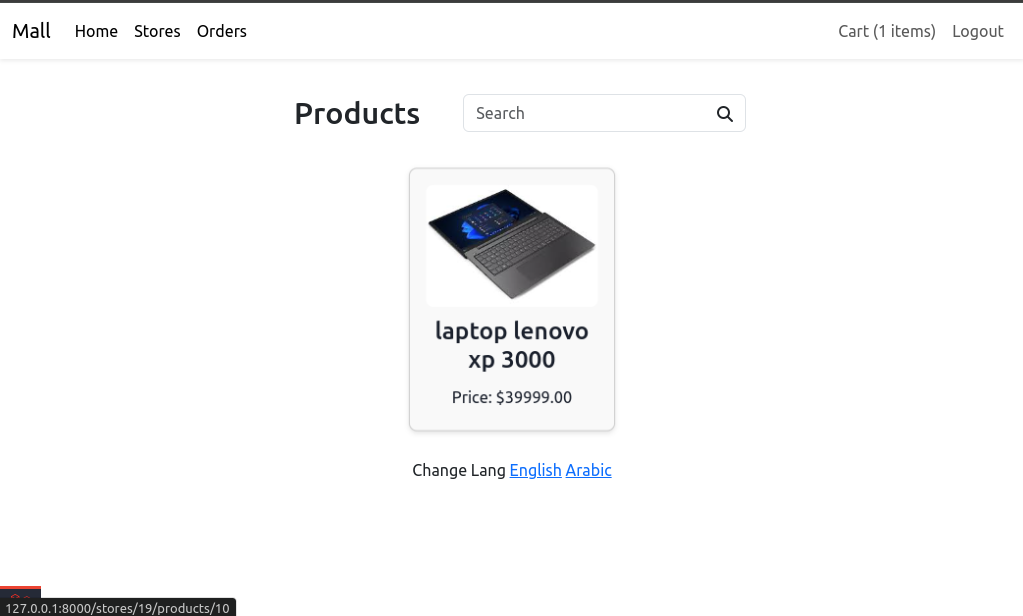 Mall Home Stores Orders Cart (1 items) Logout
Products Search
laptop lenovo
xp 3000
Price: $39999.00
Change Lang English Arabic
127.0.0.1:8000/stores/19/products/10